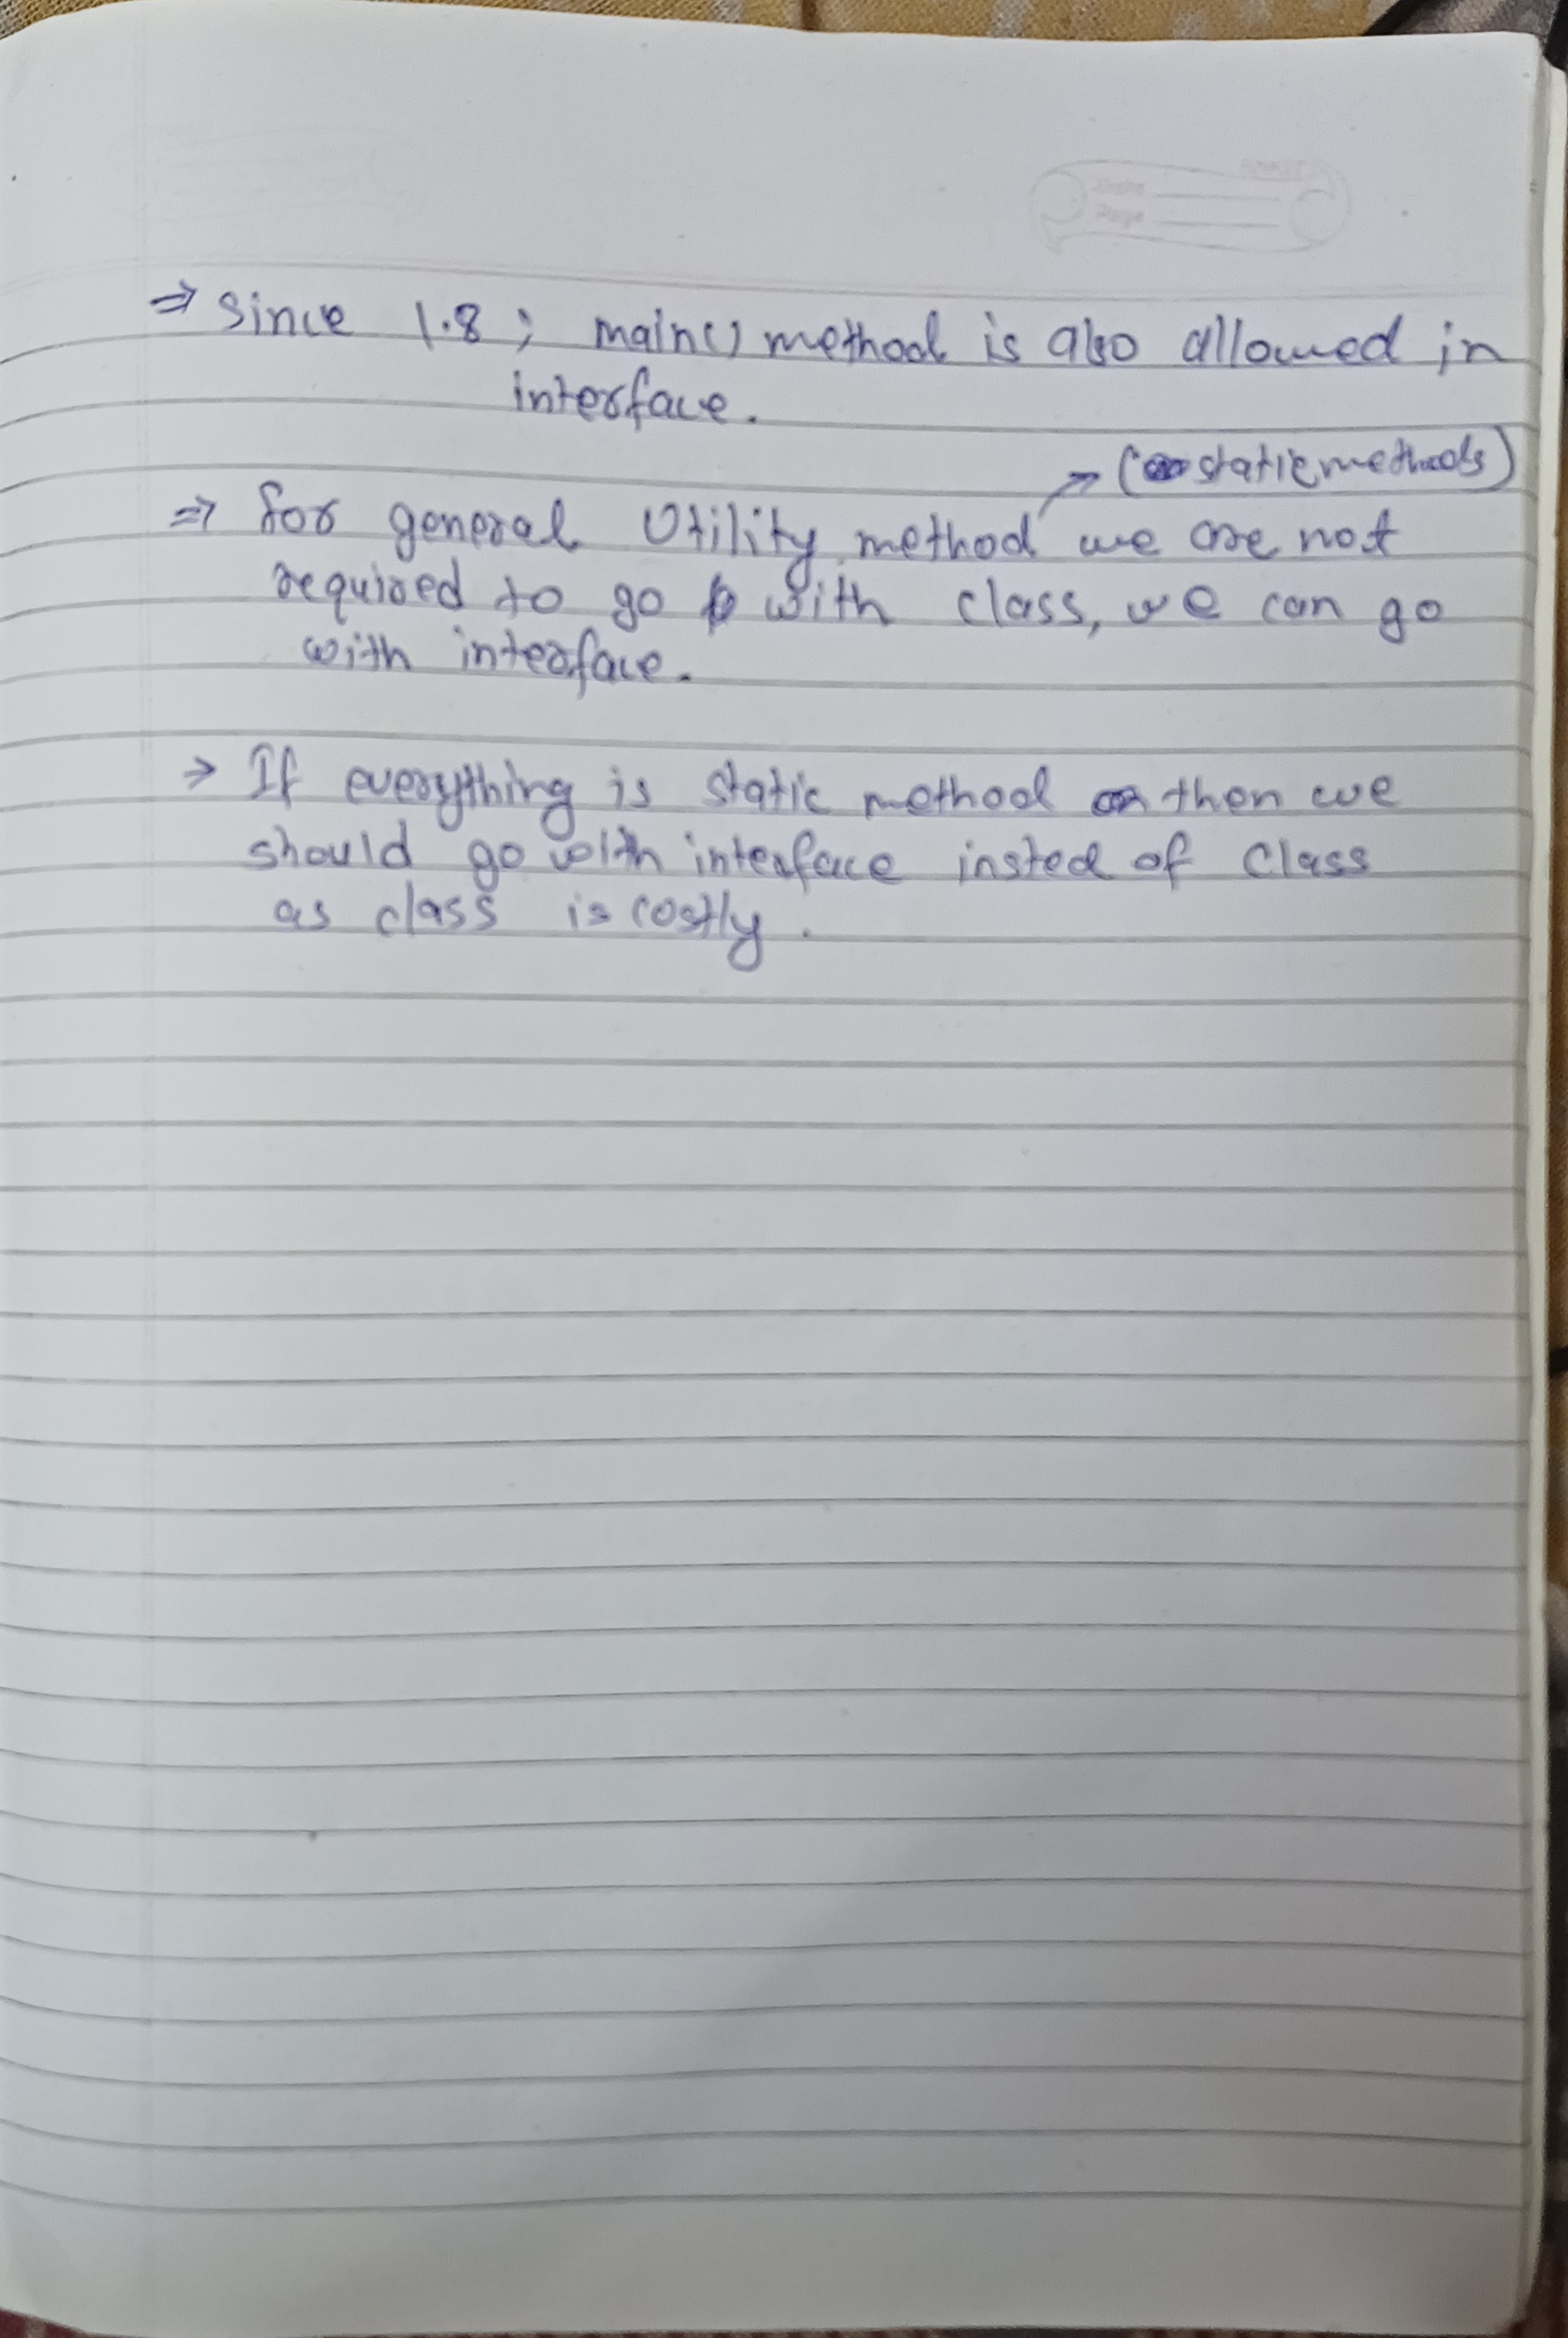 ⇒ Since 1.8 ; main() method is also allowed in
interface.
→ (static methods)
⇒ for general Utility method we are not
required to go with class, we can go
with interface.
→ If everything is static method then we
should go with interface insted of class
as class is costly.